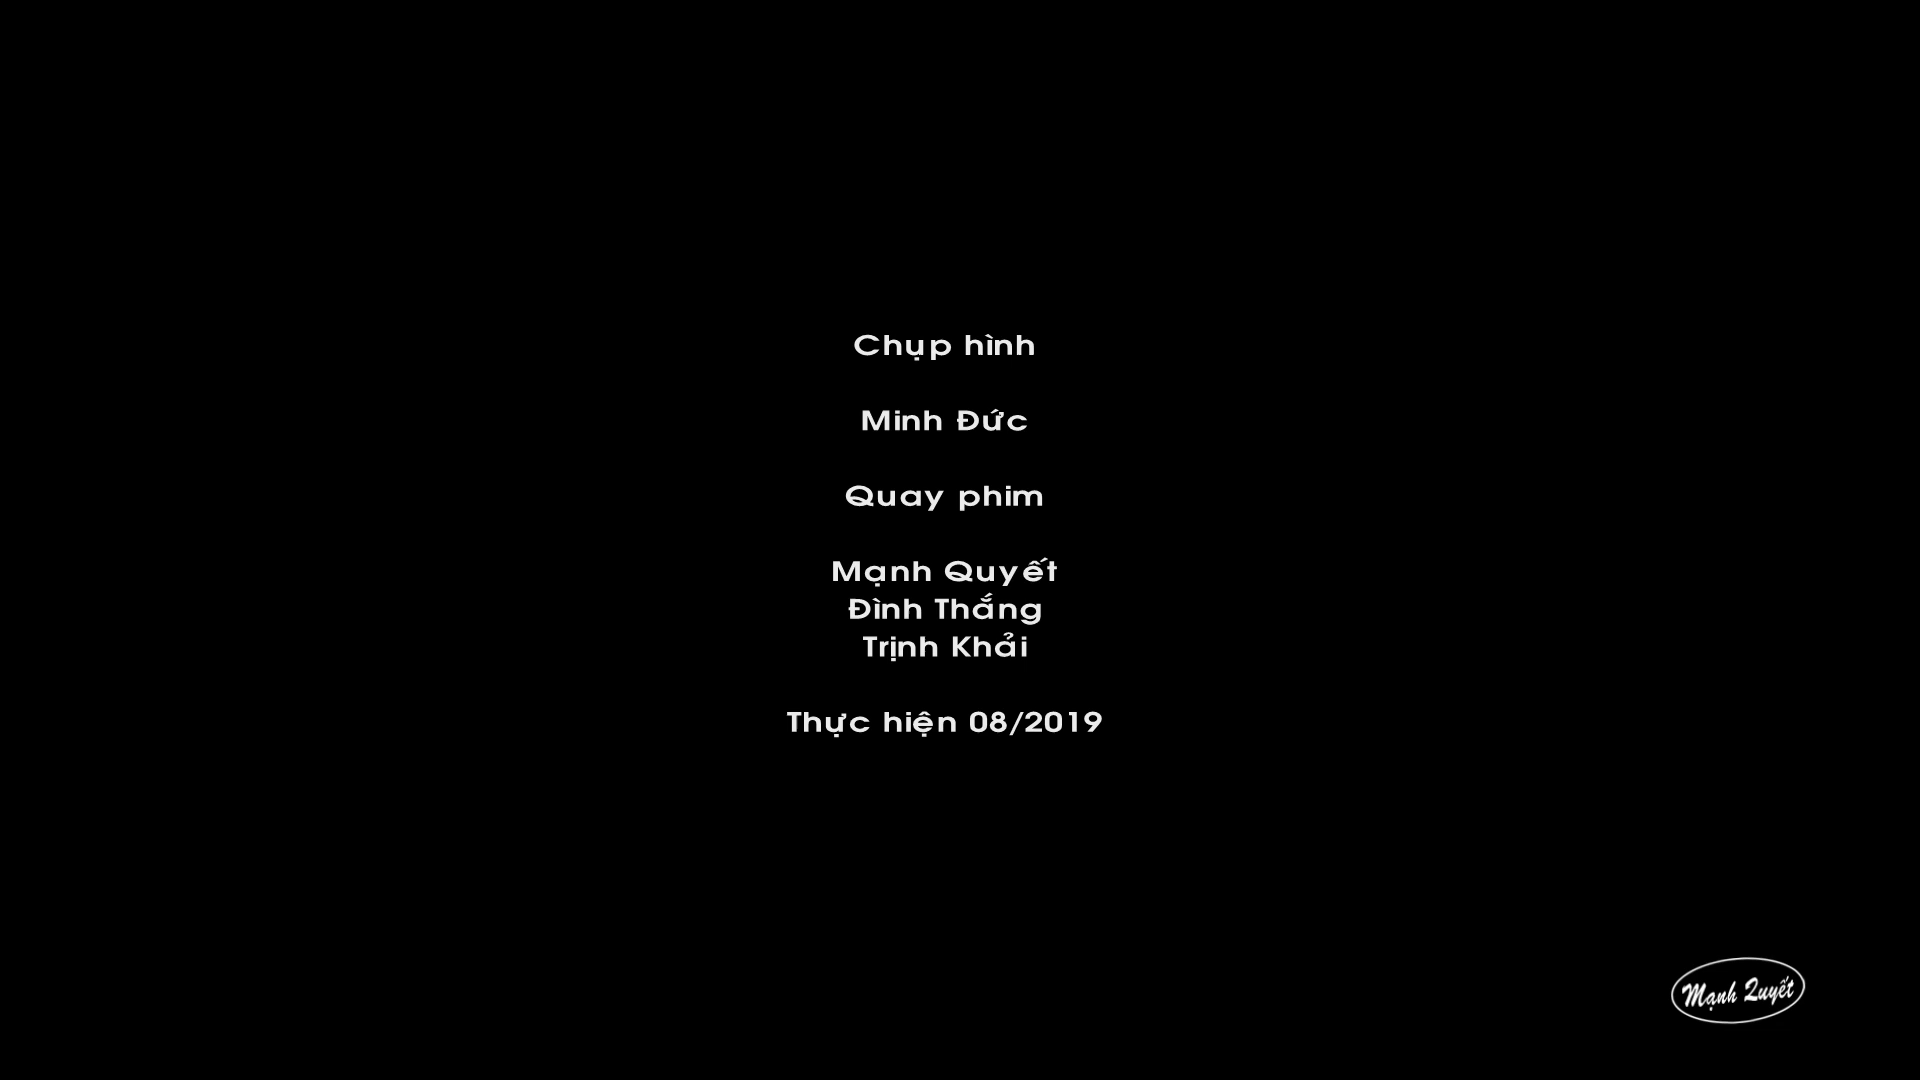 Chụp hình
Minh Đức
Quay phim
Mạnh Quyết
Đình Thắng
Trịnh Khải
Thực hiện 08/2019
Mạnh Quyết